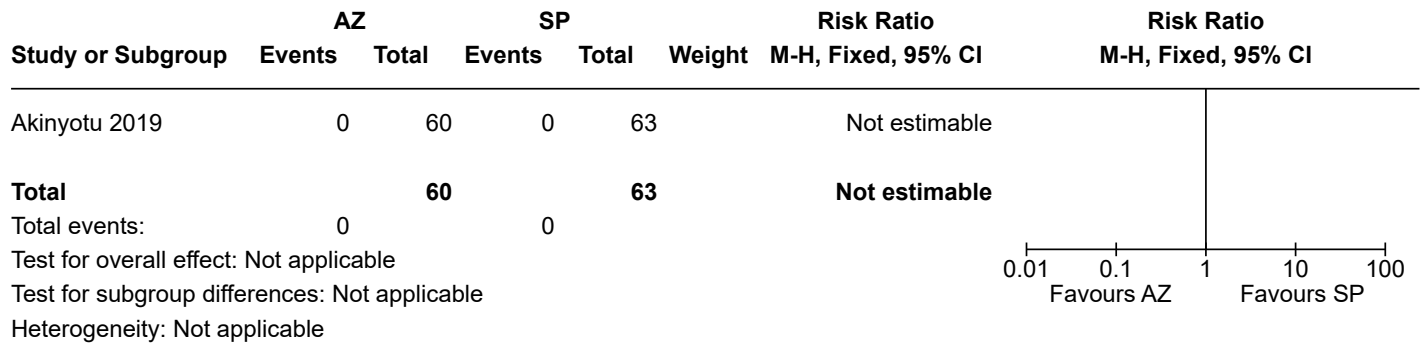 AZ SP Risk Ratio Risk Ratio
Study or Subgroup Events Total Events Total Weight M-H, Fixed, 95% CI M-H, Fixed, 95% CI
Akinyotu 2019 0 60 0 63 Not estimable
Total 60 63 Not estimable
Total events: 0 0
Test for overall effect: Not applicable
Test for subgroup differences: Not applicable
Heterogeneity: Not applicable
0.01 0.1 1 10 100
Favours AZ Favours SP